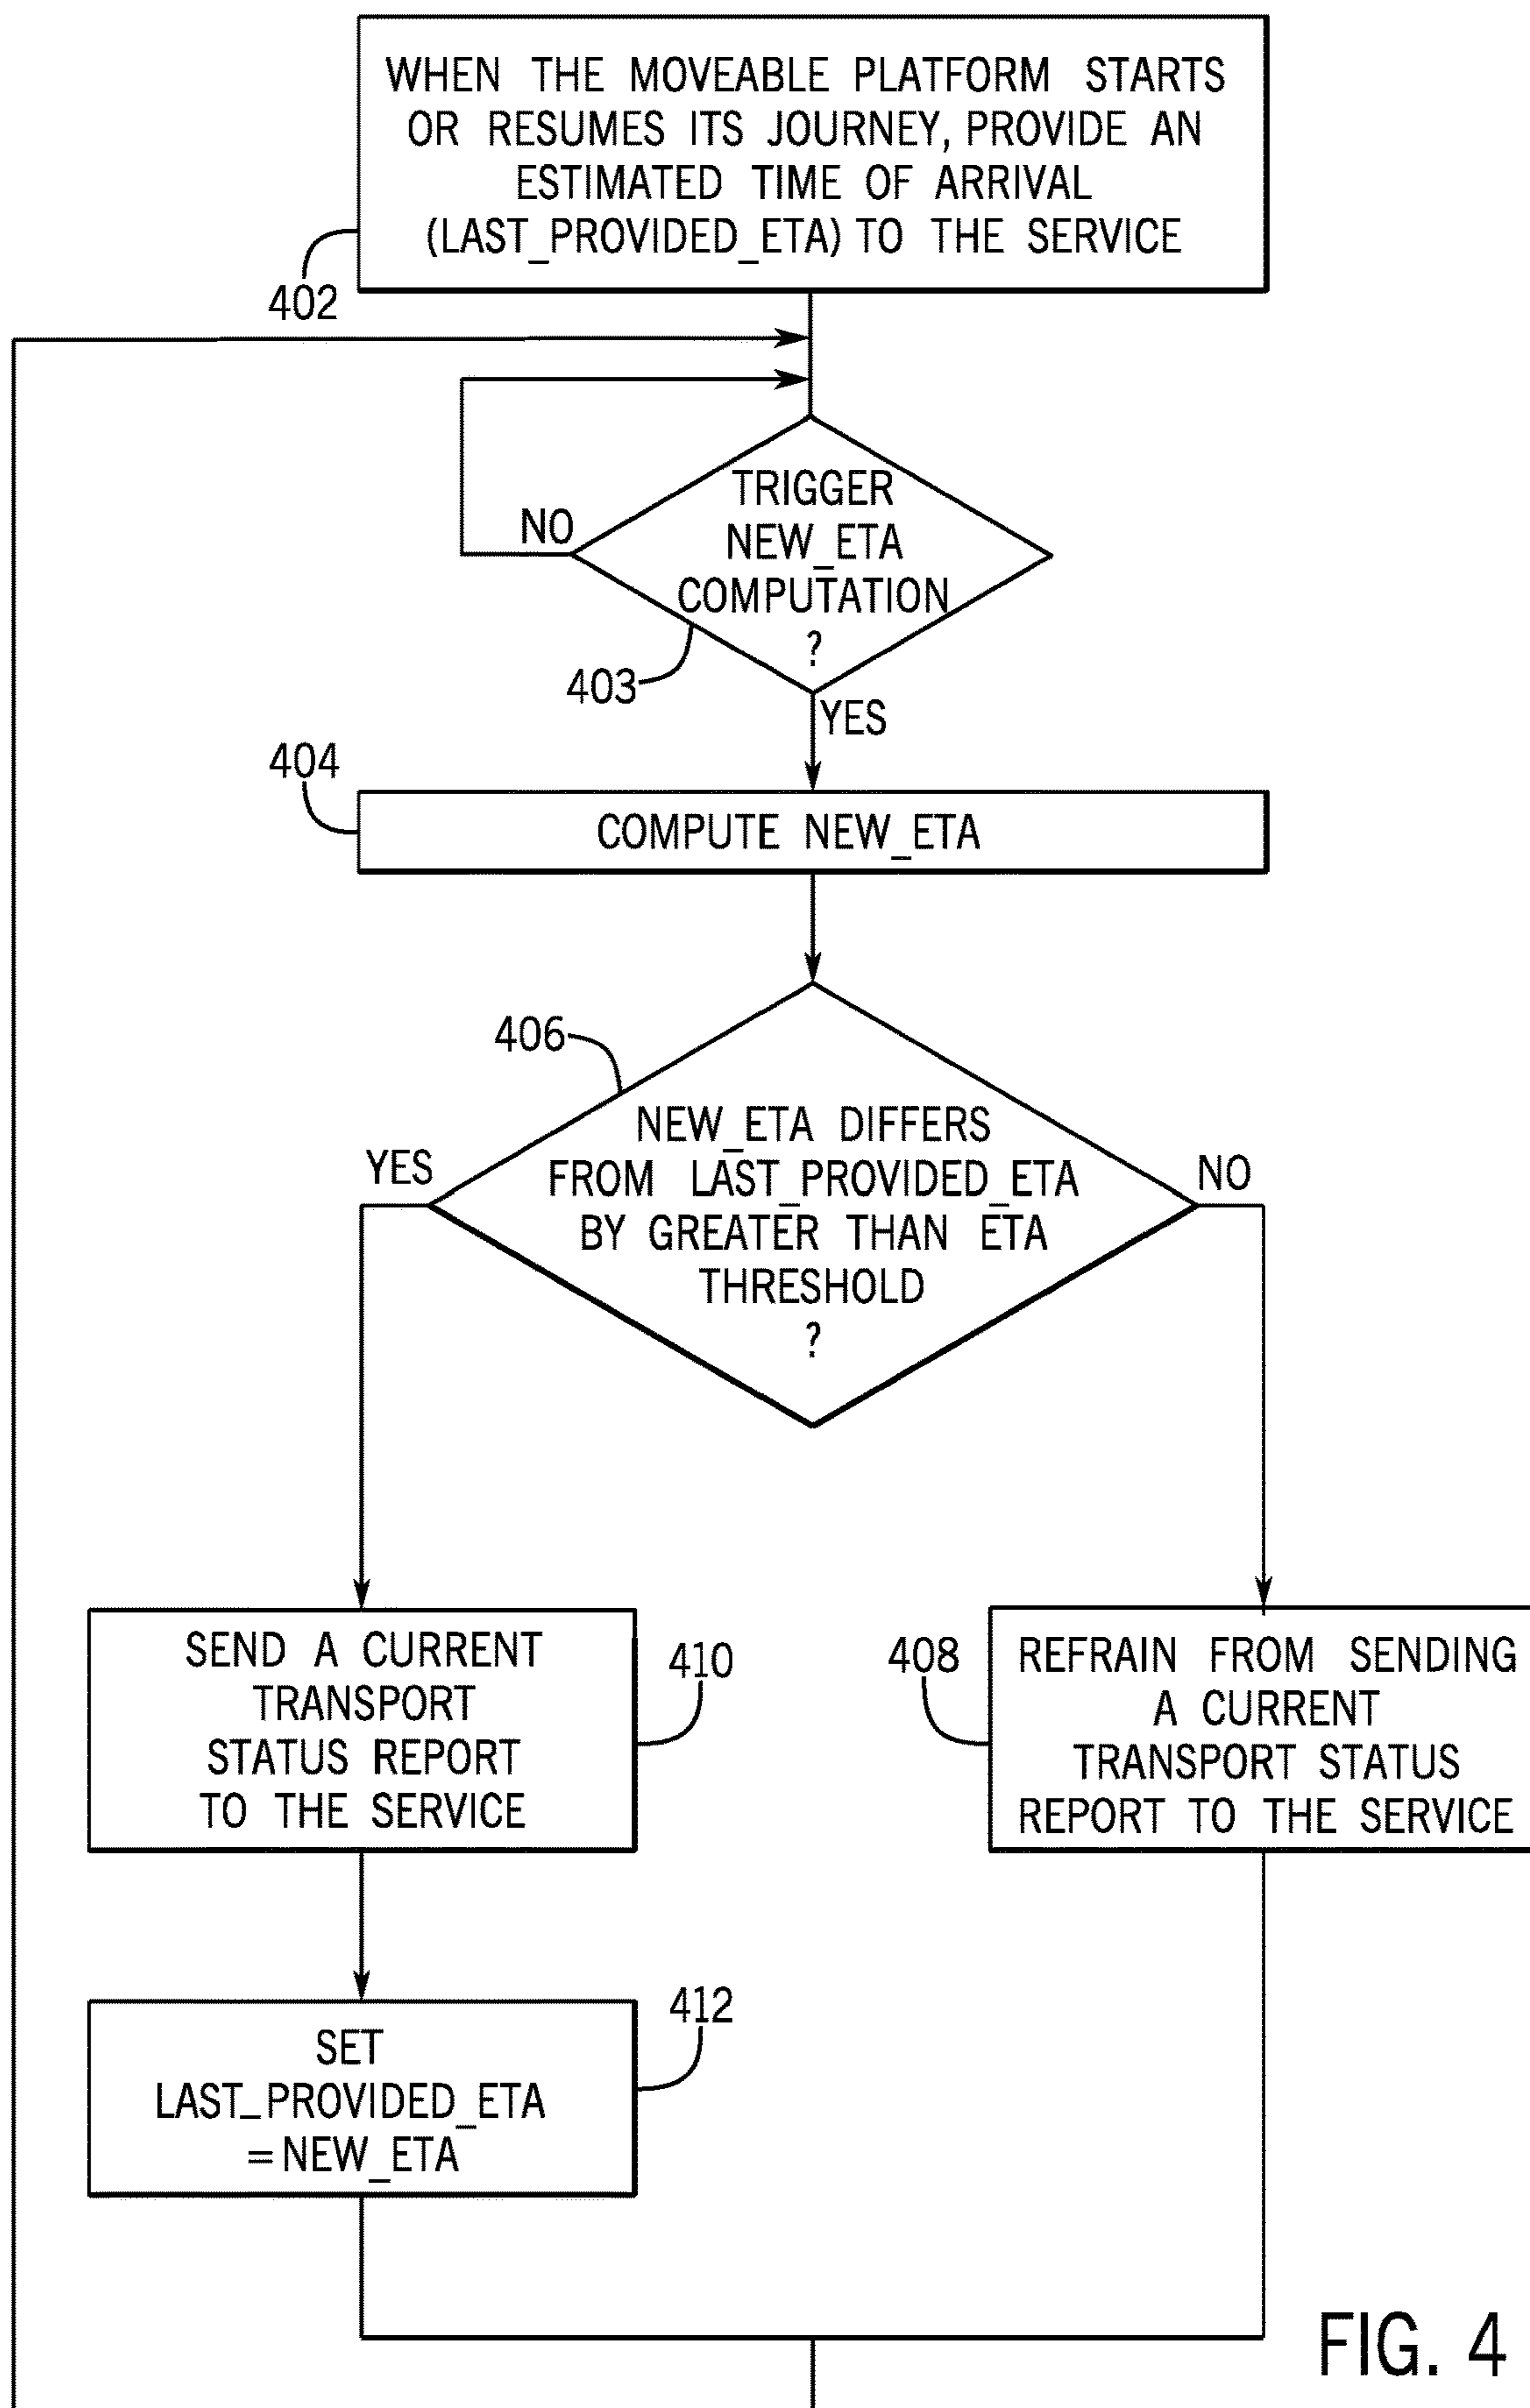 WHEN THE MOVEABLE PLATFORM STARTS
OR RESUMES ITS JOURNEY, PROVIDE AN
ESTIMATED TIME OF ARRIVAL
(LAST_PROVIDED_ETA) TO THE SERVICE
402
TRIGGER
NEW_ETA
COMPUTATION
?
NO
403
YES
404
COMPUTE NEW_ETA
406
NEW_ETA DIFFERS
FROM LAST_PROVIDED_ETA
BY GREATER THAN ETA
THRESHOLD
?
YES
NO
SEND A CURRENT
TRANSPORT
STATUS REPORT
TO THE SERVICE
410
408
REFRAIN FROM SENDING
A CURRENT
TRANSPORT STATUS
REPORT TO THE SERVICE
SET
LAST_PROVIDED_ETA
=NEW_ETA
412
FIG. 4